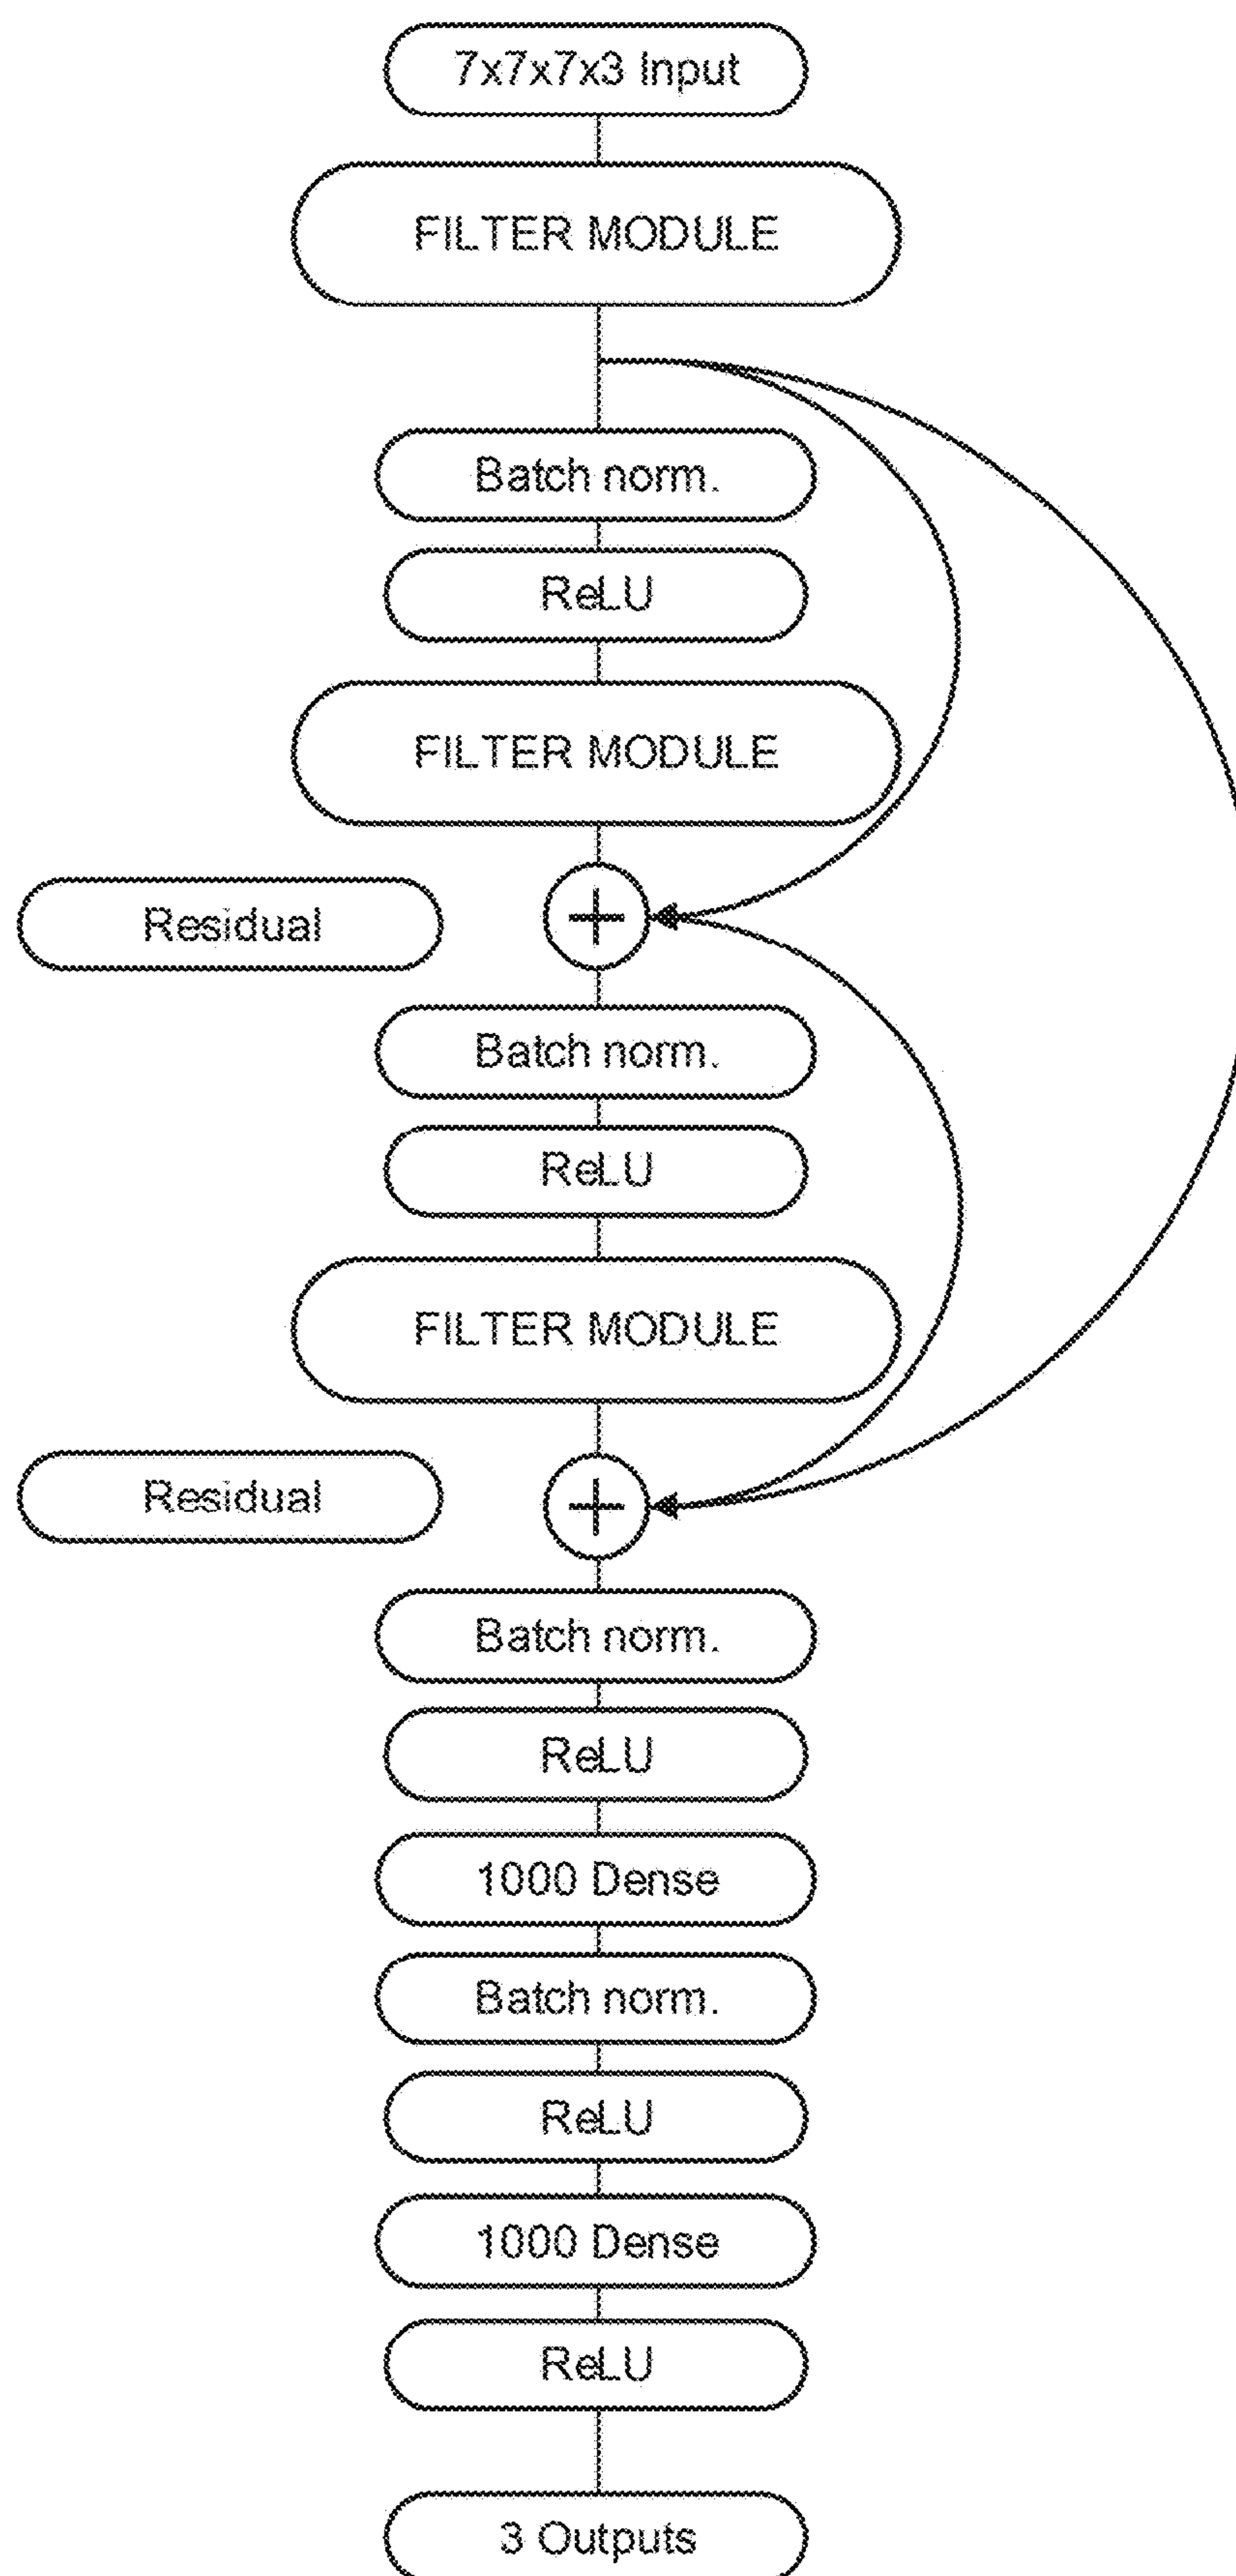 7x7x7x3 Input
FILTER MODULE
Batch norm.
ReLU
FILTER MODULE
Residual
+
Batch norm.
ReLU
FILTER MODULE
Residual
+
Batch norm.
ReLU
1000 Dense
Batch norm.
ReLU
1000 Dense
ReLU
3 Outputs